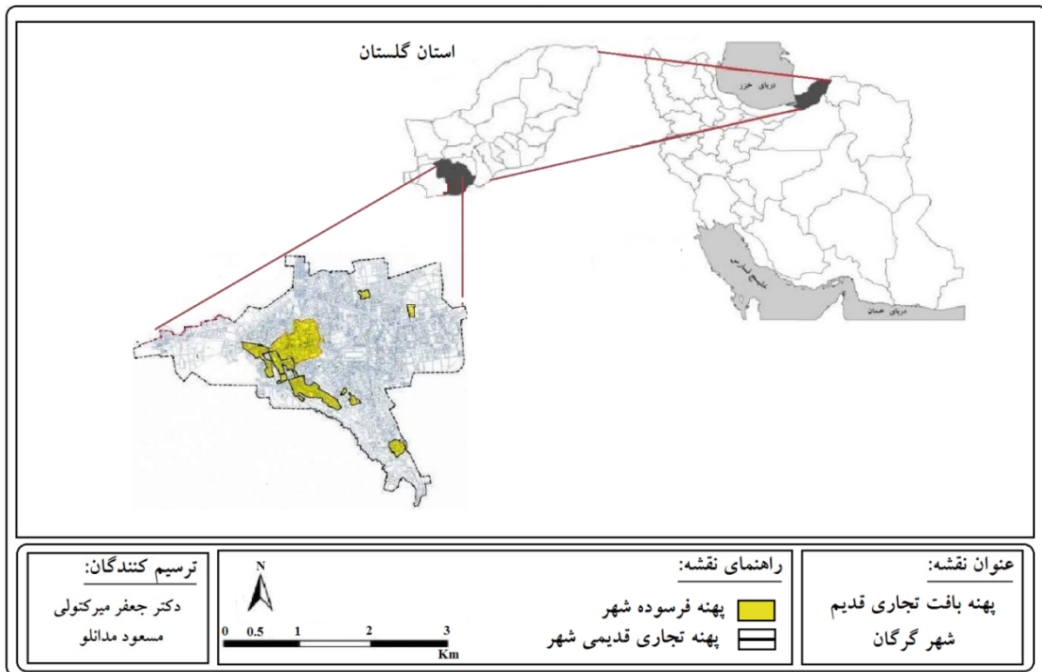 استان گلستان
دریای خزر
خلیج فارس
دریای عمان
عنوان نقشه:
پهنه بافت تجاری قدیم
شهر گرگان
راهنمای نقشه:
پهنه فرسوده شهر
پهنه تجاری قدیمی شهر
N
0 0.5 1 2 3
Km
ترسیم کنندگان:
دکتر جعفر میرکتولی
مسعود مدانلو